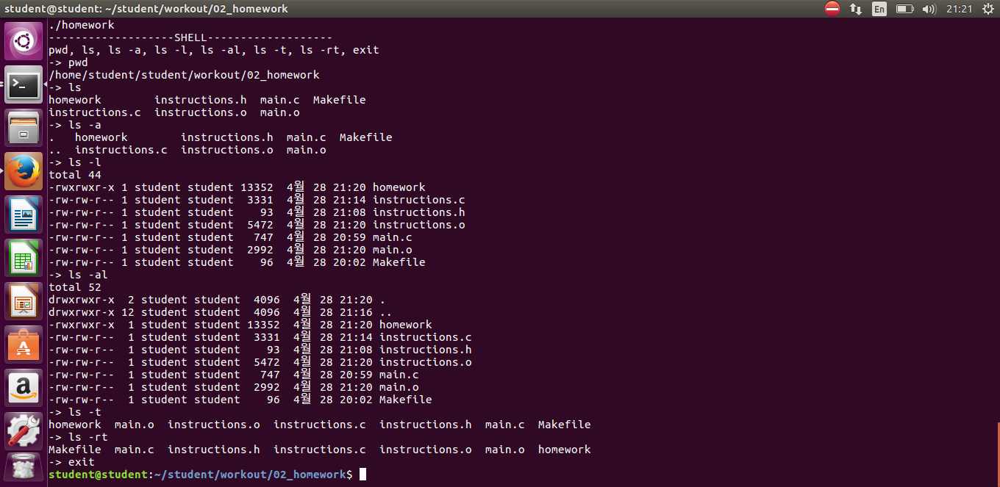 student@student: ~/student/workout/02_homework En 21:21
./homework
-------------------SHELL-------------------
pwd, ls, ls -a, ls -l, ls -al, ls -t, ls -rt, exit
-> pwd
/home/student/student/workout/02_homework
-> ls
homework        instructions.h  main.c  Makefile
instructions.c  instructions.o  main.o
-> ls -a
.   homework        instructions.h  main.c  Makefile
..  instructions.c  instructions.o  main.o
-> ls -l
total 44
-rwxrwxr-x 1 student student 13352  4월 28 21:20 homework
-rw-rw-r-- 1 student student  3331  4월 28 21:14 instructions.c
-rw-rw-r-- 1 student student    93  4월 28 21:08 instructions.h
-rw-rw-r-- 1 student student  5472  4월 28 21:20 instructions.o
-rw-rw-r-- 1 student student   747  4월 28 20:59 main.c
-rw-rw-r-- 1 student student  2992  4월 28 21:20 main.o
-rw-rw-r-- 1 student student    96  4월 28 20:02 Makefile
-> ls -al
total 52
drwxrwxr-x  2 student student  4096  4월 28 21:20 .
drwxrwxr-x 12 student student  4096  4월 28 21:16 ..
-rwxrwxr-x  1 student student 13352  4월 28 21:20 homework
-rw-rw-r--  1 student student  3331  4월 28 21:14 instructions.c
-rw-rw-r--  1 student student    93  4월 28 21:08 instructions.h
-rw-rw-r--  1 student student  5472  4월 28 21:20 instructions.o
-rw-rw-r--  1 student student   747  4월 28 20:59 main.c
-rw-rw-r--  1 student student  2992  4월 28 21:20 main.o
-rw-rw-r--  1 student student    96  4월 28 20:02 Makefile
-> ls -t
homework  main.o  instructions.o  instructions.c  instructions.h  main.c  Makefile
-> ls -rt
Makefile  main.c  instructions.h  instructions.c  instructions.o  main.o  homework
-> exit
student@student:~/student/workout/02_homework$